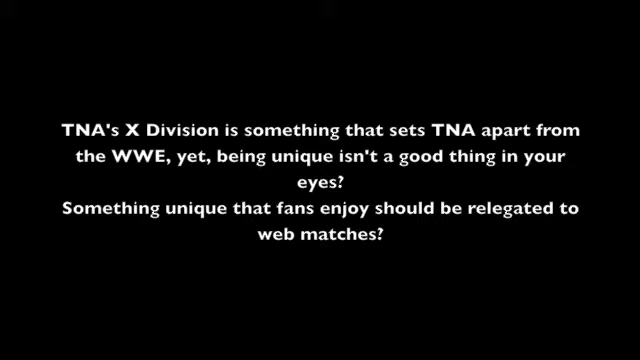 TNA's X Division is something that sets TNA apart from
the WWE, yet, being unique isn't a good thing in your
eyes?
Something unique that fans enjoy should be relegated to
web matches?